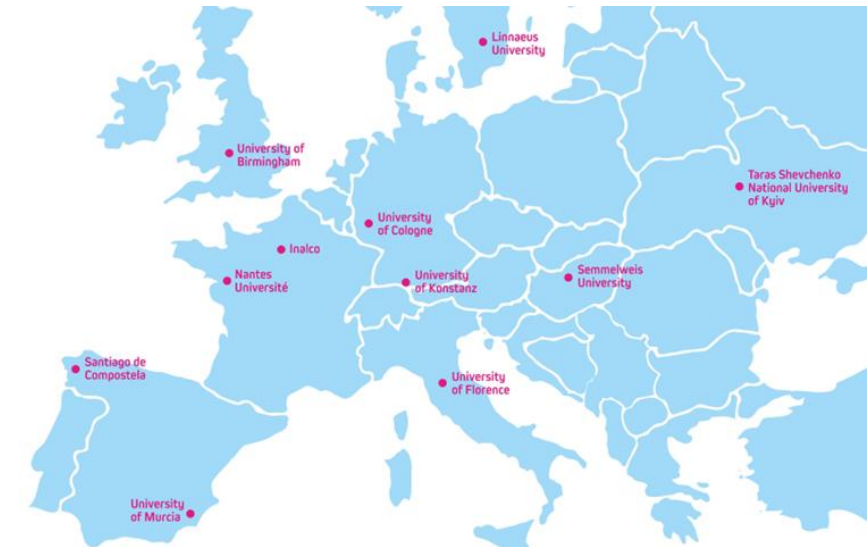 Linnaeus
University
University of
Birmingham
Taras Shevchenko
National University
of Kyiv
University
of Cologne
Inalco
Nantes
Université
University
of Konstanz
Semmelweis
University
Santiago de
Compostela
University
of Florence
University
of Murcia